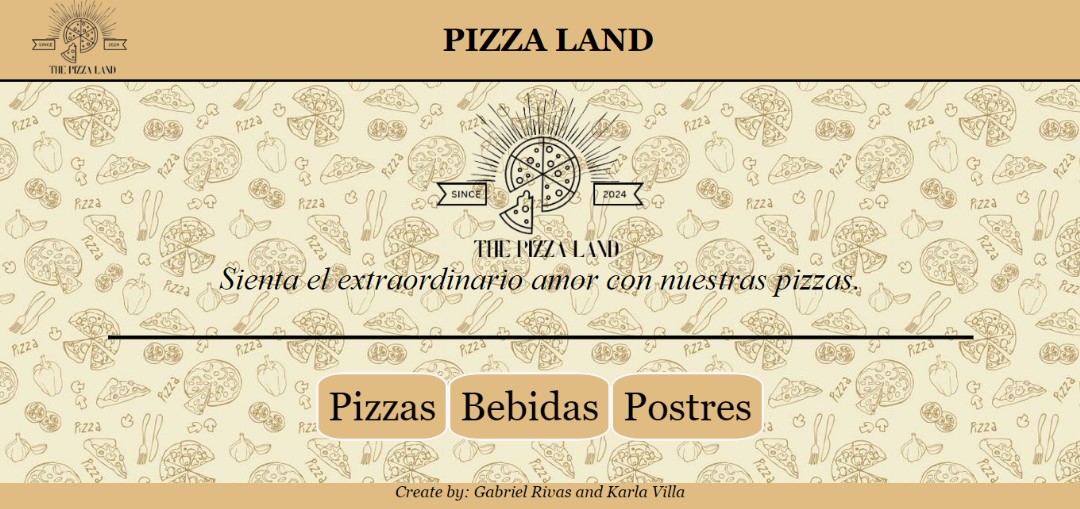 SINCE 2024
THE PIZZA LAND
PIZZA LAND
SINCE 2024
THE PIZZA LAND
Sienta el extraordinario amor con nuestras pizzas.
Pizzas Bebidas Postres
Create by: Gabriel Rivas and Karla Villa